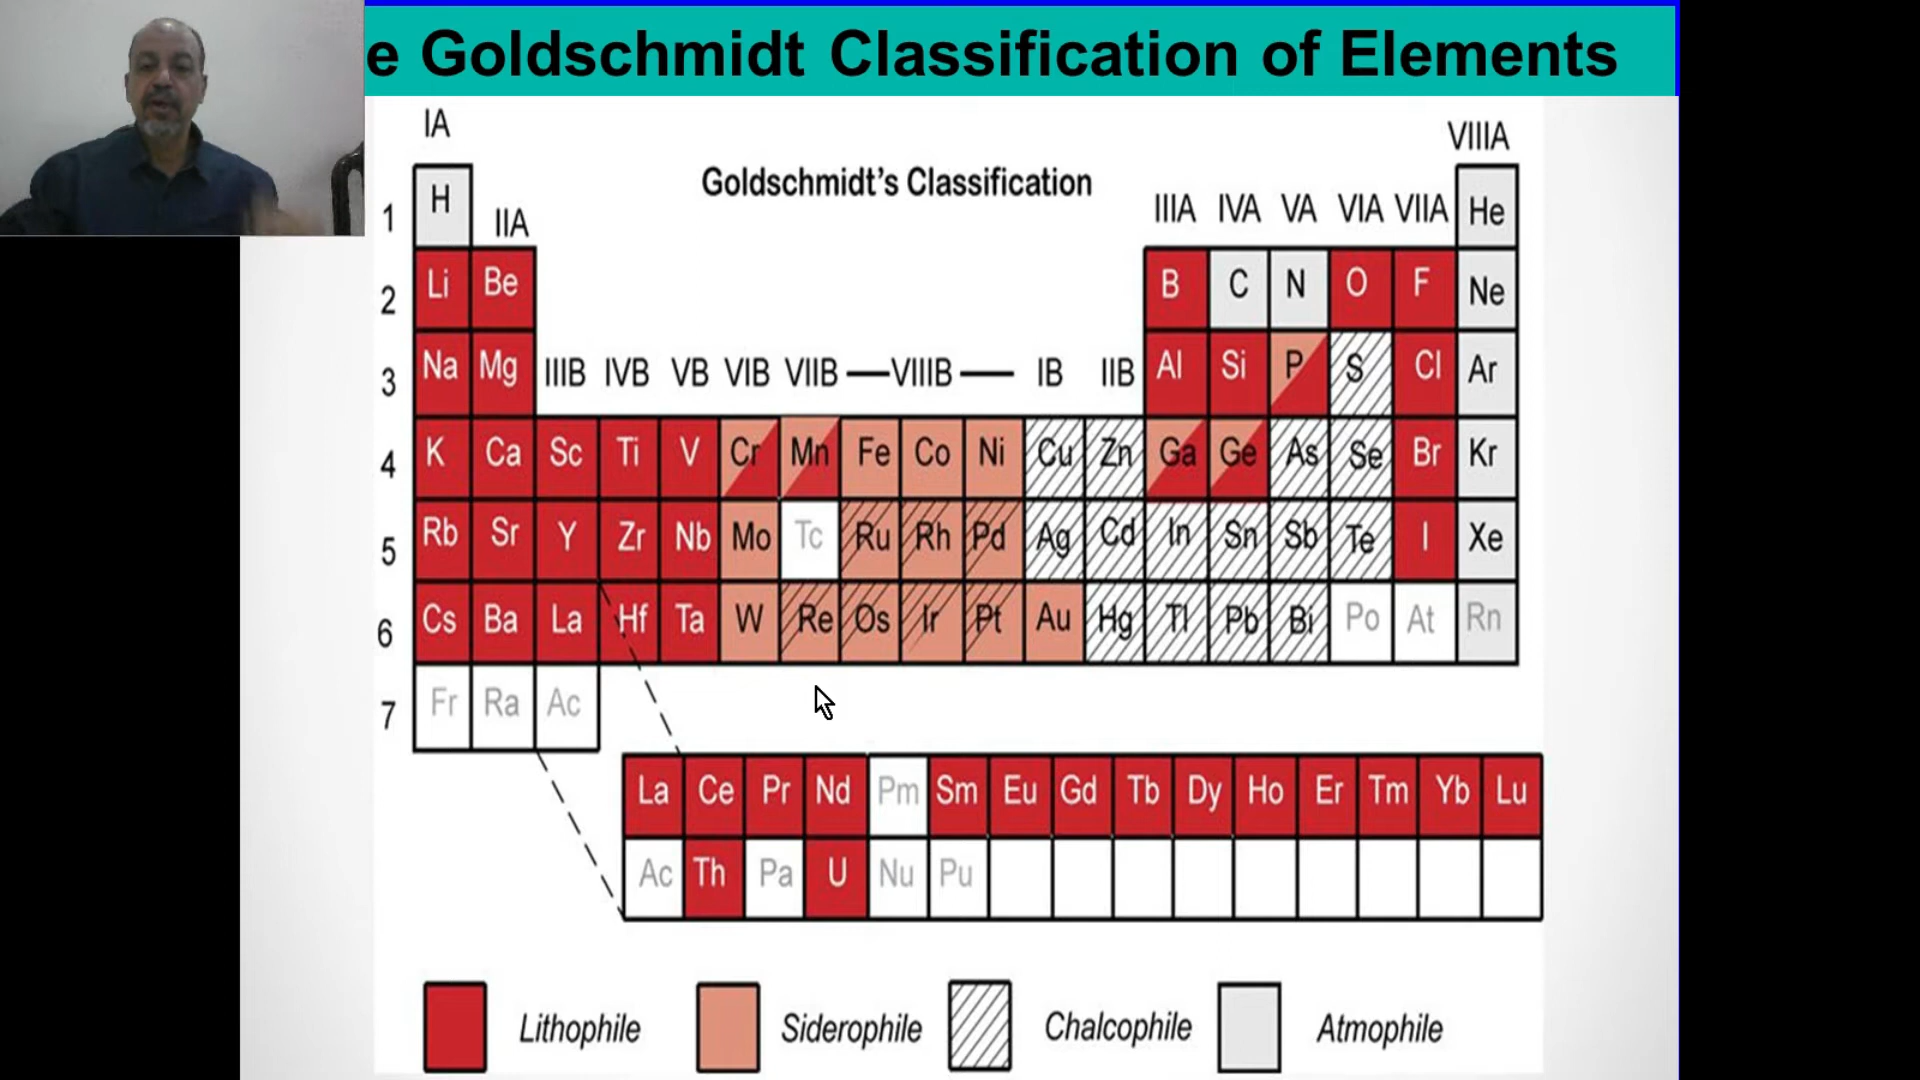 e Goldschmidt Classification of Elements
IA VIIIA
Goldschmidt's Classification
1 H IIA IIIA IVA VA VIA VIIA He
2 Li Be B C N O F Ne
3 Na Mg IIIB IVB VB VIB VIIB VIIIB IB IIB Al Si P S Cl Ar
4 K Ca Sc Ti V Cr Mn Fe Co Ni Cu Zn Ga Ge As Se Br Kr
5 Rb Sr Y Zr Nb Mo Tc Ru Rh Pd Ag Cd In Sn Sb Te I Xe
6 Cs Ba La Hf Ta W Re Os Ir Pt Au Hg Tl Pb Bi Po At Rn
7 Fr Ra Ac
La Ce Pr Nd Pm Sm Eu Gd Tb Dy Ho Er Tm Yb Lu
Ac Th Pa U Nu Pu
Lithophile Siderophile Chalcophile Atmophile